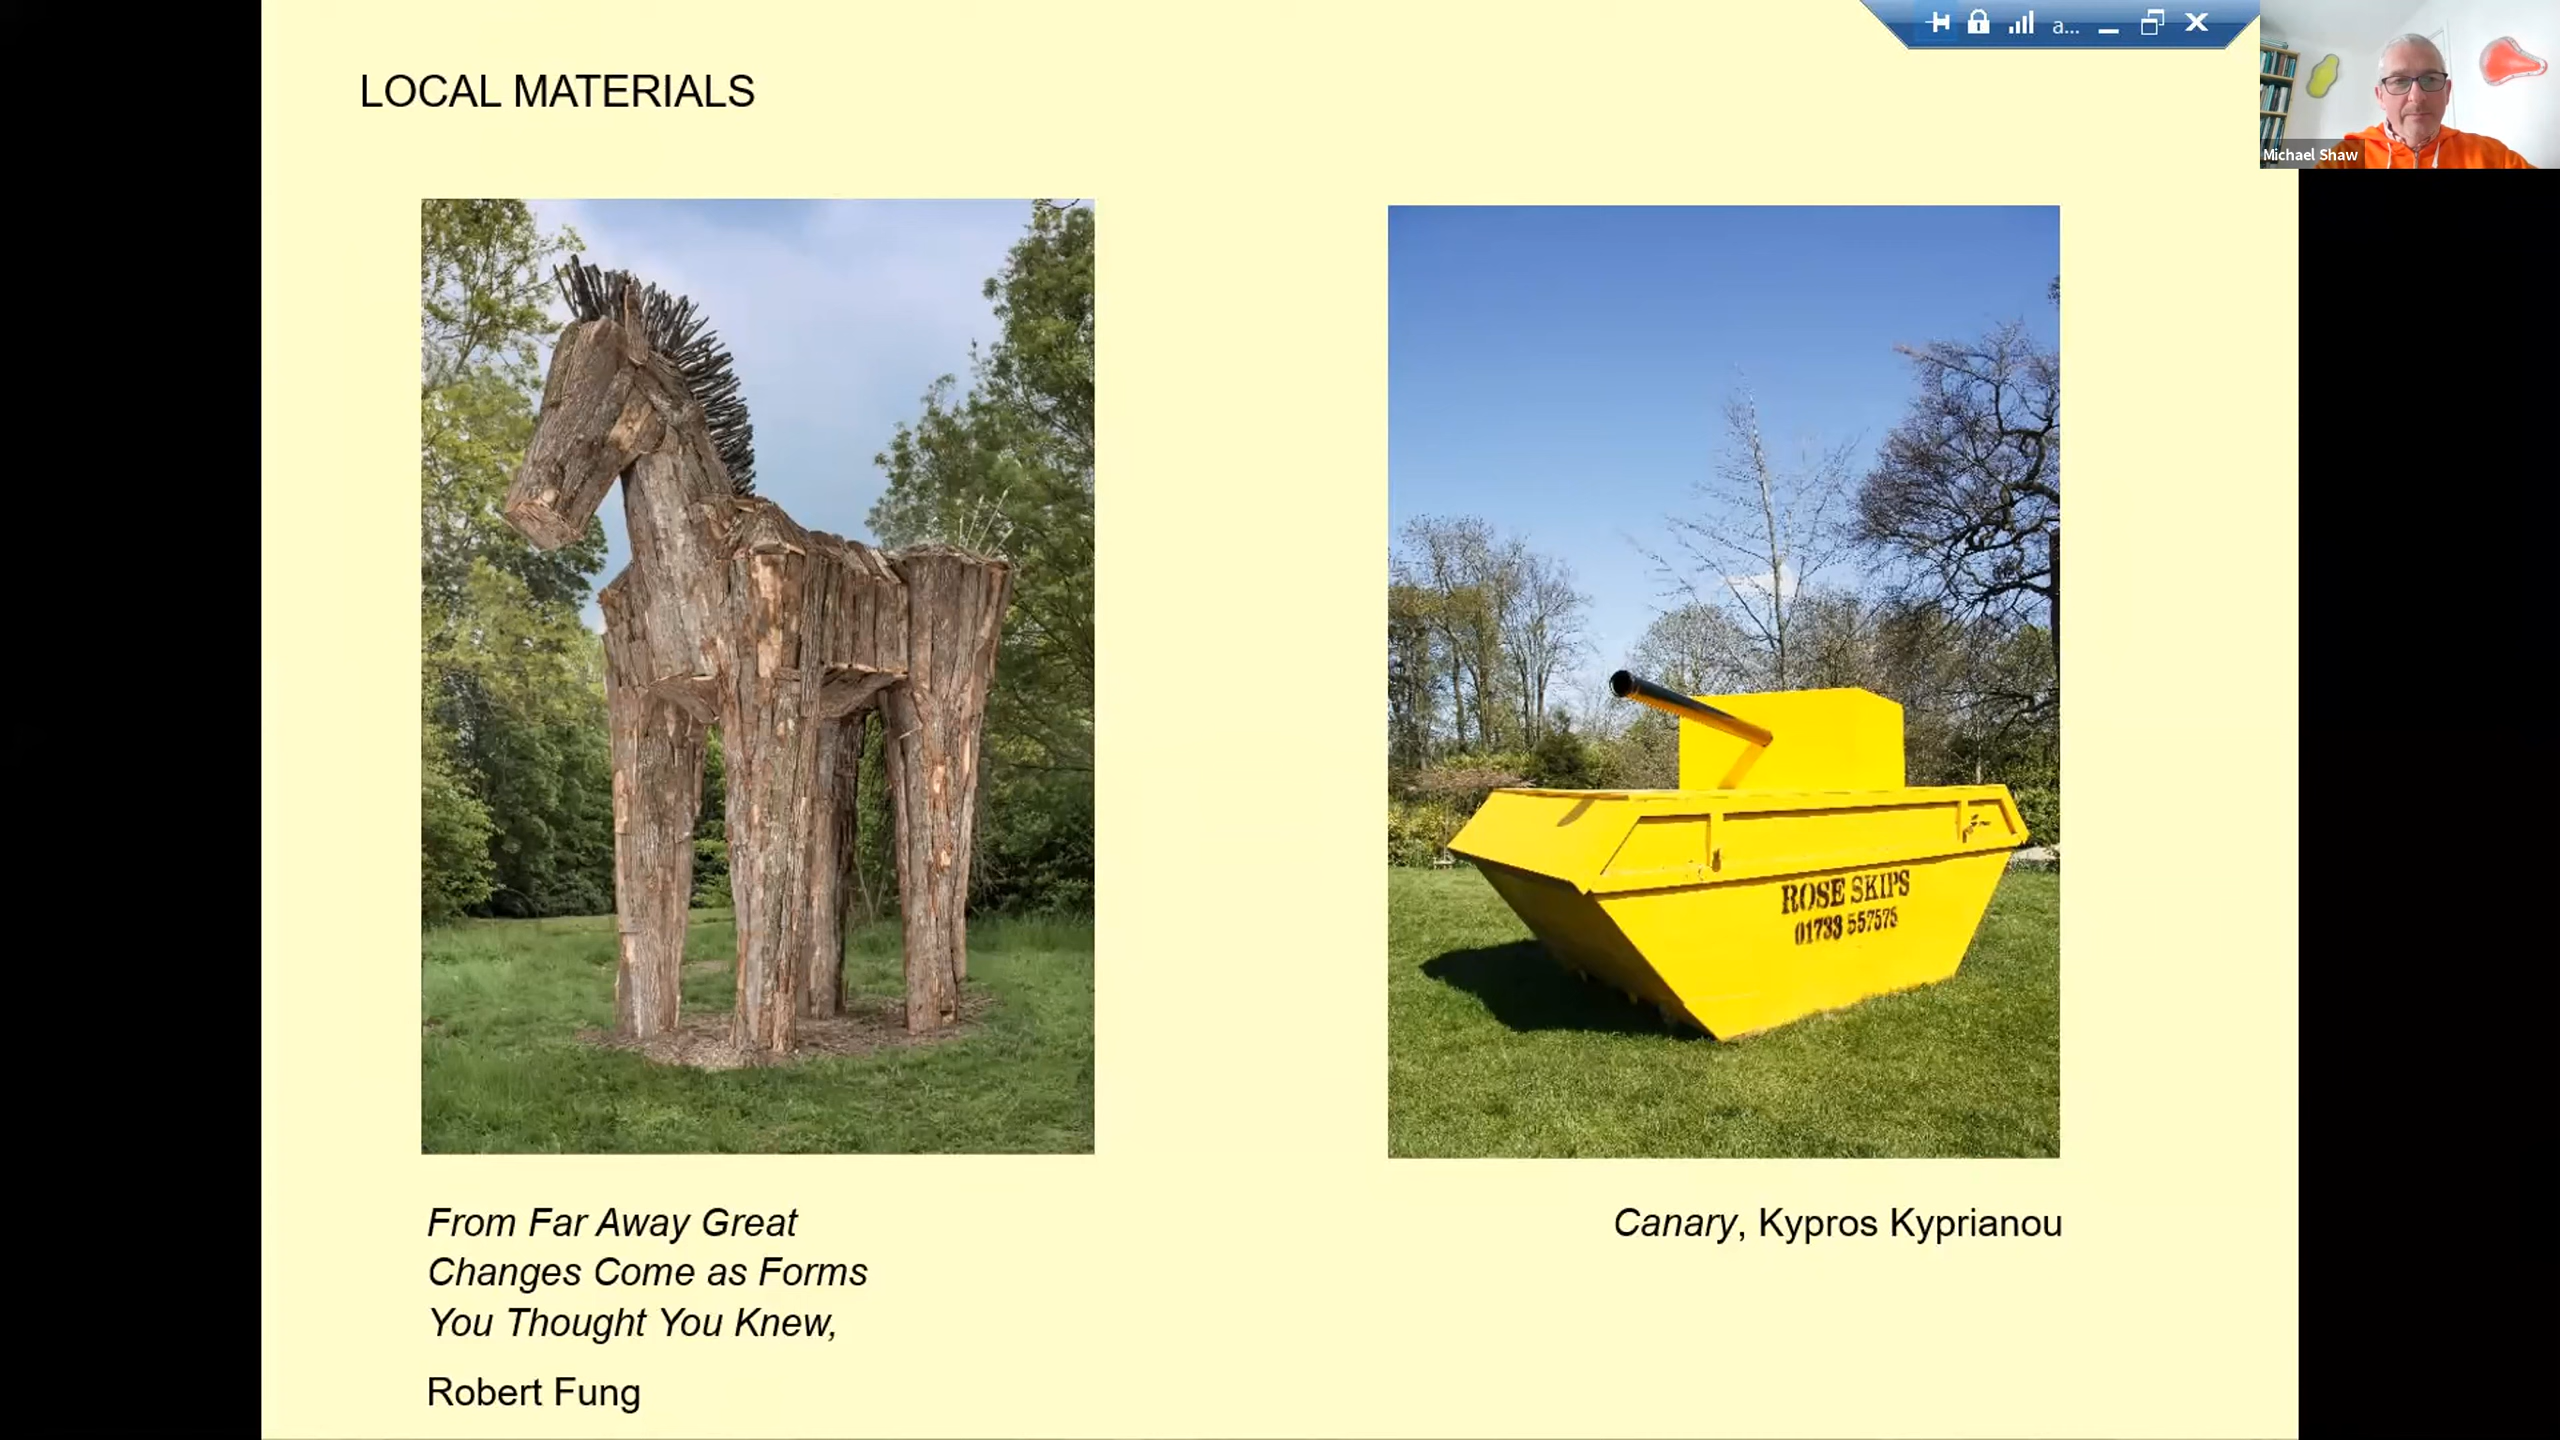 a...
Michael Shaw
LOCAL MATERIALS
ROSE SKIPS
01733 557575
From Far Away Great
Changes Come as Forms
You Thought You Knew,
Robert Fung
Canary, Kypros Kyprianou